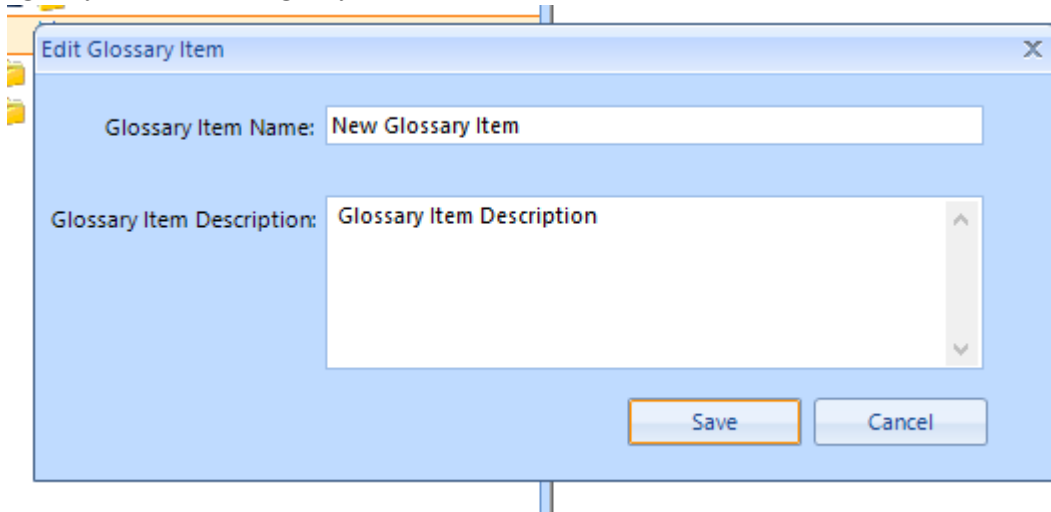 Edit Glossary Item
Glossary Item Name: New Glossary Item
Glossary Item Description: Glossary Item Description
Save Cancel